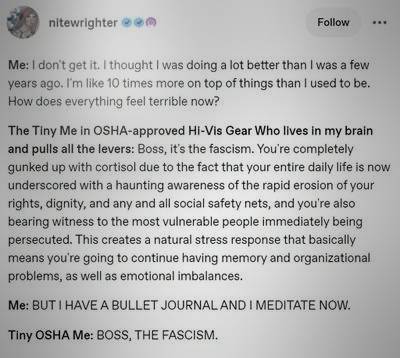 nitewrighter
Follow
Me: I don't get it. I thought I was doing a lot better than I was a few
years ago. I'm like 10 times more on top of things than I used to be.
How does everything feel terrible now?
The Tiny Me in OSHA-approved Hi-Vis Gear Who lives in my brain
and pulls all the levers: Boss, it's the fascism. You're completely
gunked up with cortisol due to the fact that your entire daily life is now
underscored with a haunting awareness of the rapid erosion of your
rights, dignity, and any and all social safety nets, and you're also
bearing witness to the most vulnerable people immediately being
persecuted. This creates a natural stress response that basically
means you're going to continue having memory and organizational
problems, as well as emotional imbalances.
Me: BUT I HAVE A BULLET JOURNAL AND I MEDITATE NOW.
Tiny OSHA Me: BOSS, THE FASCISM.